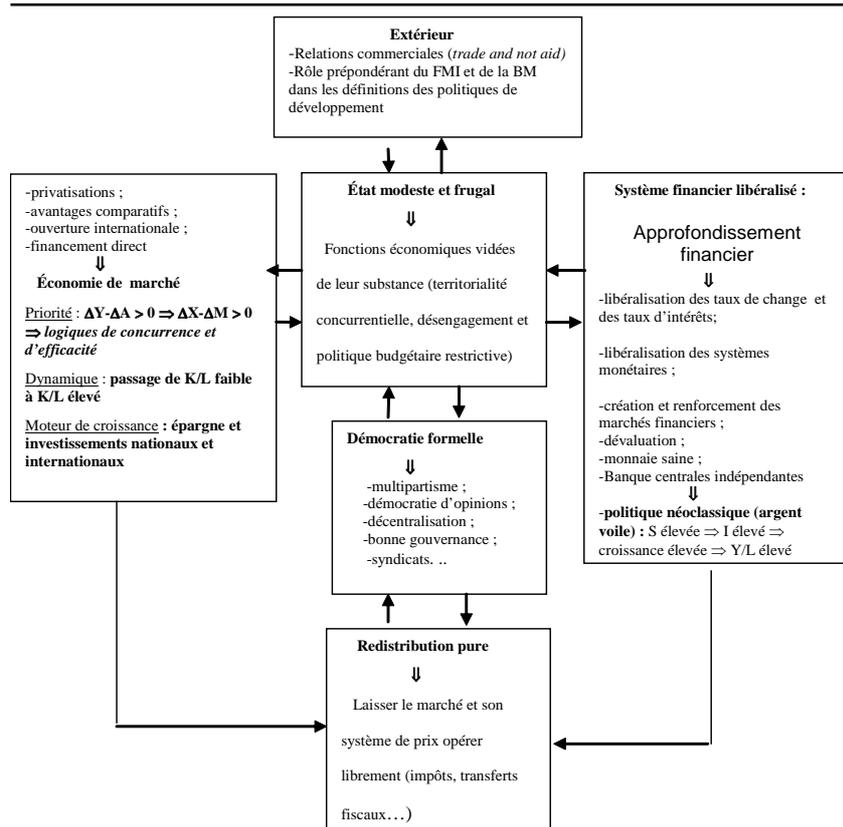 Extérieur
-Relations commerciales (trade and not aid)
-Rôle prépondérant du FMI et de la BM
dans les définitions des politiques de
développement
-privatisations ;
-avantages comparatifs ;
-ouverture internationale ;
-financement direct
⇓
Économie de marché
Priorité : ΔY-ΔA > 0 ⇒ ΔX-ΔM > 0
⇒ logiques de concurrence et
d'efficacité
Dynamique : passage de K/L faible
à K/L élevé
Moteur de croissance : épargne et
investissements nationaux et
internationaux
État modeste et frugal
⇓
Fonctions économiques vidées
de leur substance (territorialité
concurrentielle, désengagement et
politique budgétaire restrictive)
Système financier libéralisé :
Approfondissement
financier
⇓
-libéralisation des taux de change et
des taux d'intérêts;
-libéralisation des systèmes
monétaires ;
-création et renforcement des
marchés financiers ;
-dévaluation ;
-monnaie saine ;
-Banque centrales indépendantes
⇓
-politique néoclassique (argent
voile) : S élevée ⇒ I élevé ⇒
croissance élevée ⇒ Y/L élevé
Démocratie formelle
⇓
-multipartisme ;
-démocratie d'opinions ;
-décentralisation ;
-bonne gouvernance ;
-syndicats. ..
Redistribution pure
⇓
Laisser le marché et son
système de prix opérer
librement (impôts, transferts
fiscaux…)